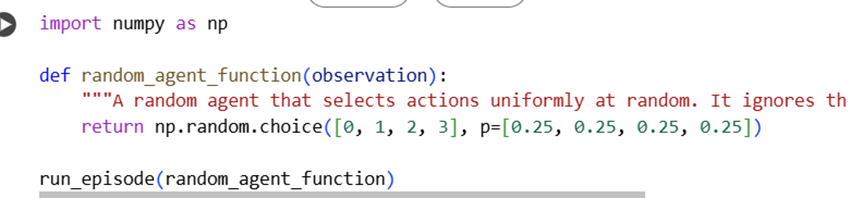 import numpy as np
def random_agent_function(observation):
"""A random agent that selects actions uniformly at random. It ignores th
return np.random.choice([0, 1, 2, 3], p=[0.25, 0.25, 0.25, 0.25])
run_episode(random_agent_function)